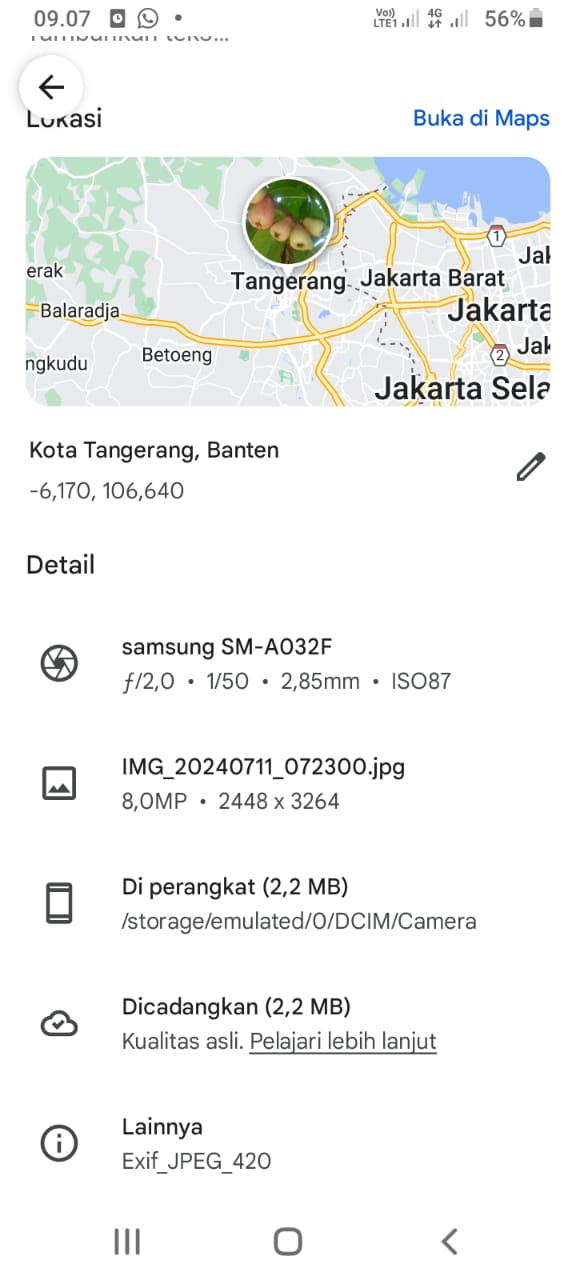 09.07
Vo))
LTE1
4G
56%
Tambahkan teks...
Lokasi
Buka di Maps
1
Jak
erak
Tangerang
Jakarta Barat
Balaradja
Jakarta
ngkudu
Betoeng
2
Jak
Jakarta Sela
Kota Tangerang, Banten
-6,170, 106,640
Detail
samsung SM-A032F
ƒ/2,0 • 1/50 • 2,85mm • ISO87
IMG_20240711_072300.jpg
8,0MP • 2448 x 3264
Di perangkat (2,2 MB)
/storage/emulated/0/DCIM/Camera
Dicadangkan (2,2 MB)
Kualitas asli. Pelajari lebih lanjut
Lainnya
Exif_JPEG_420